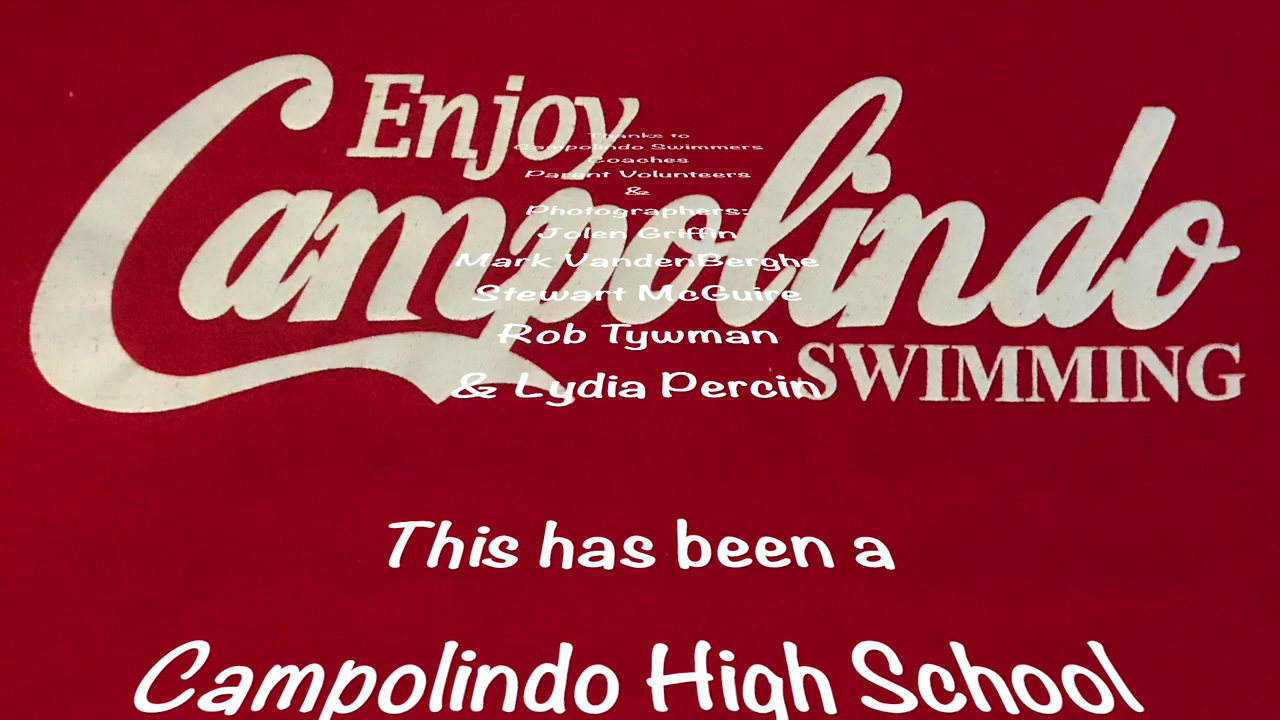 Enjoy
Campolindo
SWIMMING
Thanks to
Campolindo Swimmers
Coaches
Parent Volunteers
&
Photographers:
Jolen Griffin
Mark VandenBerghe
Stewart McGuire
Rob Tywman
& Lydia Percin
This has been a
Campolindo High School